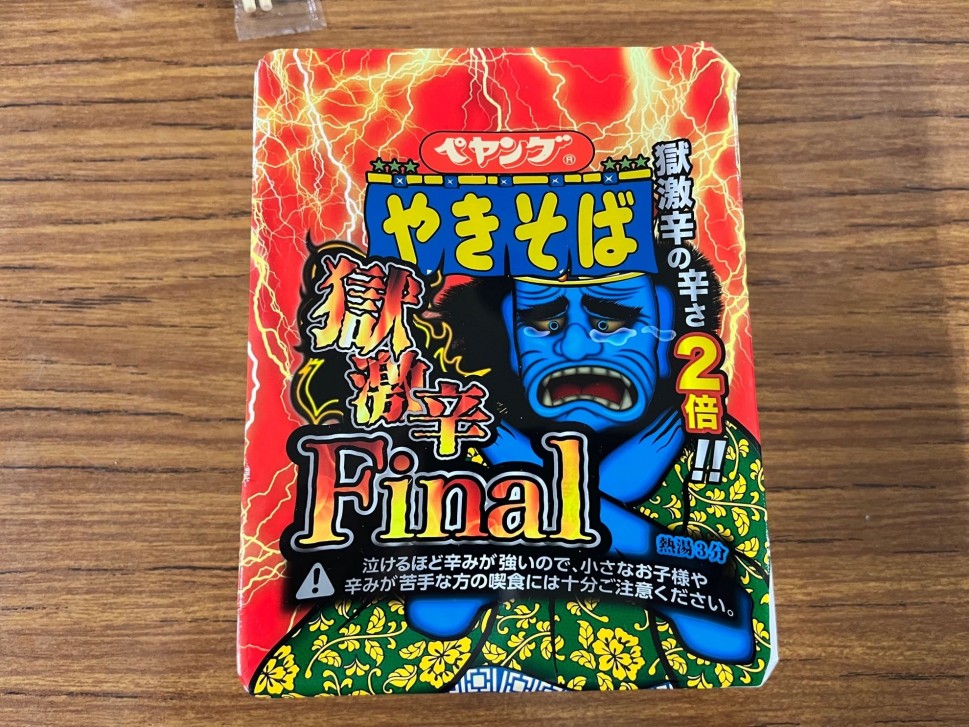 ペヤング®
やきそば
獄激辛の辛さ2倍!!
獄激辛
Final
熱湯3分
泣けるほど辛みが強いので、小さなお子様や
辛みが苦手な方の喫食には十分ご注意ください。